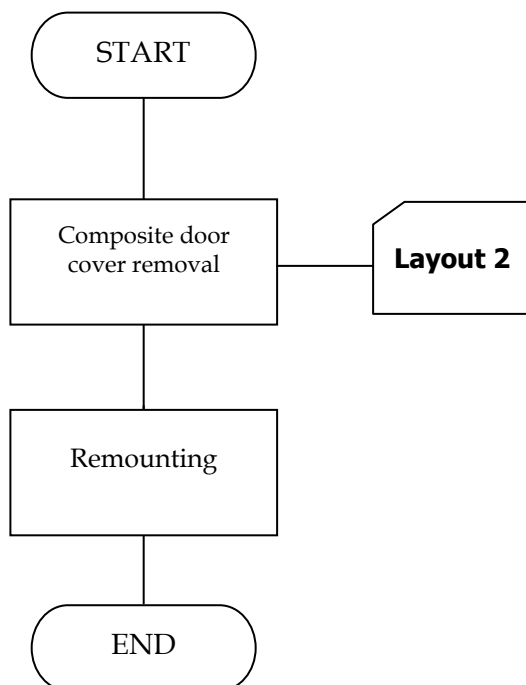 START
Composite door
cover removal
Layout 2
Remounting
END